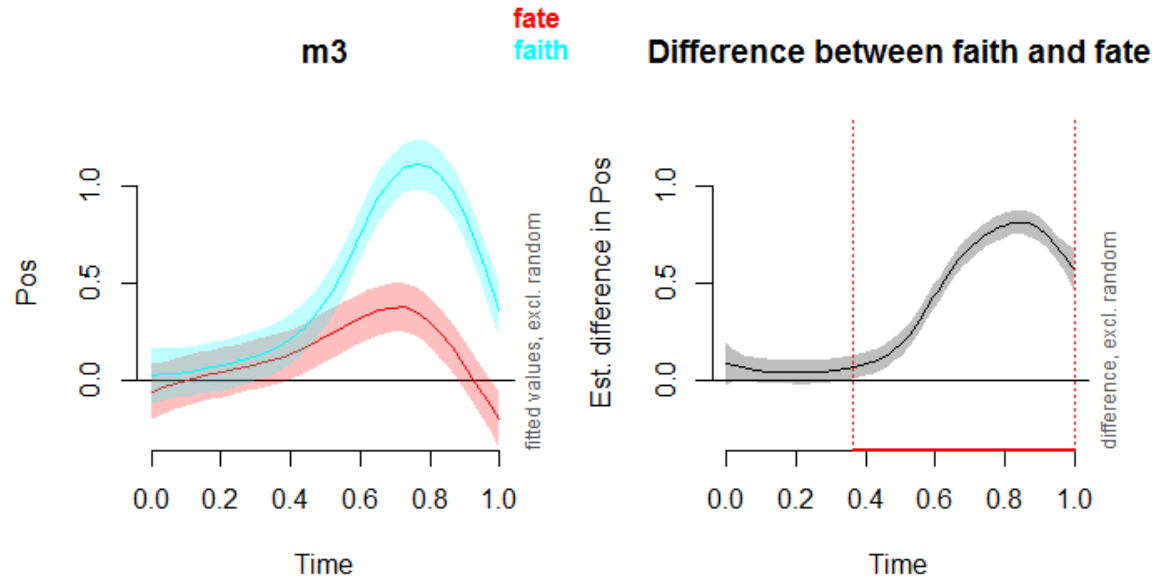 fate
faith
m3
Pos
1.0
0.5
0.0
fitted values, excl. random
0.0 0.2 0.4 0.6 0.8 1.0
Time
Difference between faith and fate
Est. difference in Pos
1.0
0.5
0.0
difference, excl. random
0.0 0.2 0.4 0.6 0.8 1.0
Time